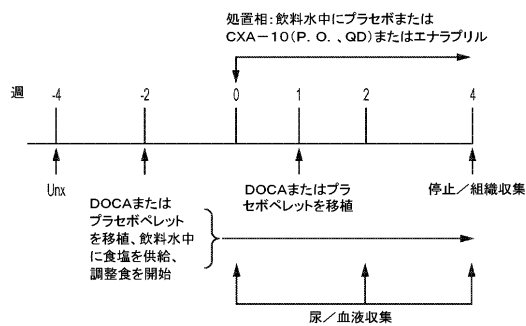 処置相：飲料水中にプラセボまたは
CXA－10（P．O．、QD）またはエナラプリル
週
-4 -2 0 1 2 4
Unx
DOCAまたは
プラセボペレット
を移植、飲料水中
に食塩を供給、
調整食を開始
DOCAまたはプラ
セボペレットを移植
停止／組織収集
尿／血液収集